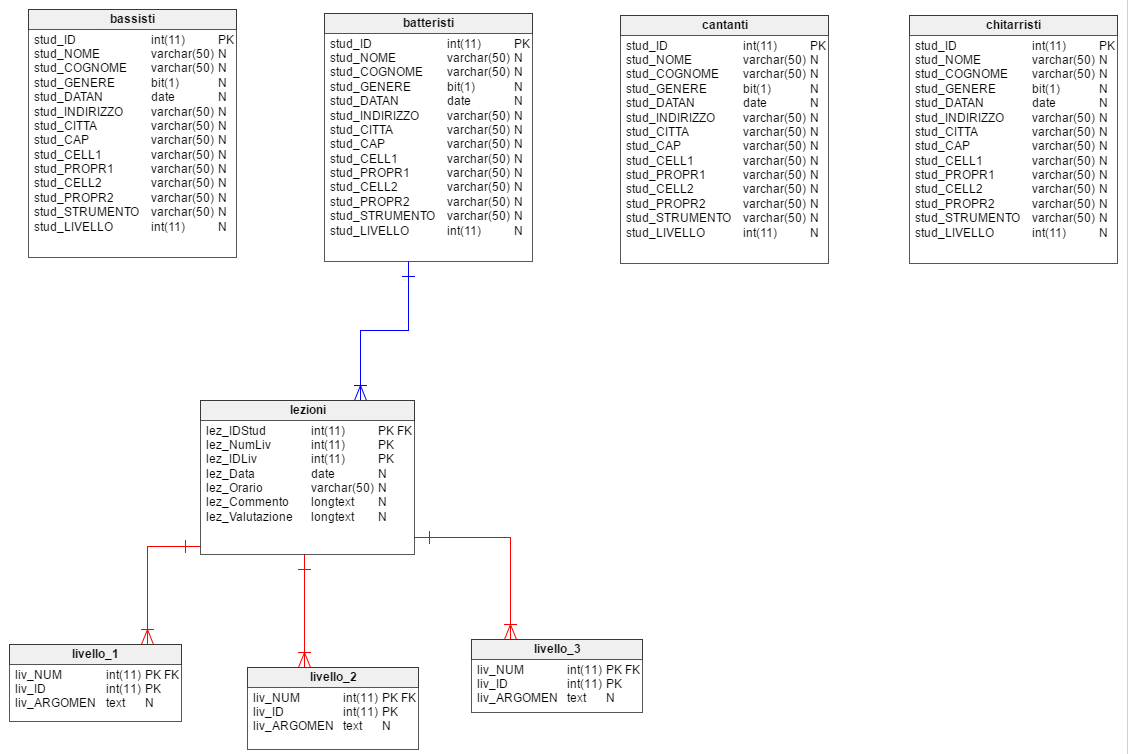 bassisti
stud_ID int(11) PK
stud_NOME varchar(50) N
stud_COGNOME varchar(50) N
stud_GENERE bit(1) N
stud_DATAN date N
stud_INDIRIZZO varchar(50) N
stud_CITTA varchar(50) N
stud_CAP varchar(50) N
stud_CELL1 varchar(50) N
stud_PROPR1 varchar(50) N
stud_CELL2 varchar(50) N
stud_PROPR2 varchar(50) N
stud_STRUMENTO varchar(50) N
stud_LIVELLO int(11) N
batteristi
stud_ID int(11) PK
stud_NOME varchar(50) N
stud_COGNOME varchar(50) N
stud_GENERE bit(1) N
stud_DATAN date N
stud_INDIRIZZO varchar(50) N
stud_CITTA varchar(50) N
stud_CAP varchar(50) N
stud_CELL1 varchar(50) N
stud_PROPR1 varchar(50) N
stud_CELL2 varchar(50) N
stud_PROPR2 varchar(50) N
stud_STRUMENTO varchar(50) N
stud_LIVELLO int(11) N
cantanti
stud_ID int(11) PK
stud_NOME varchar(50) N
stud_COGNOME varchar(50) N
stud_GENERE bit(1) N
stud_DATAN date N
stud_INDIRIZZO varchar(50) N
stud_CITTA varchar(50) N
stud_CAP varchar(50) N
stud_CELL1 varchar(50) N
stud_PROPR1 varchar(50) N
stud_CELL2 varchar(50) N
stud_PROPR2 varchar(50) N
stud_STRUMENTO varchar(50) N
stud_LIVELLO int(11) N
chitarristi
stud_ID int(11) PK
stud_NOME varchar(50) N
stud_COGNOME varchar(50) N
stud_GENERE bit(1) N
stud_DATAN date N
stud_INDIRIZZO varchar(50) N
stud_CITTA varchar(50) N
stud_CAP varchar(50) N
stud_CELL1 varchar(50) N
stud_PROPR1 varchar(50) N
stud_CELL2 varchar(50) N
stud_PROPR2 varchar(50) N
stud_STRUMENTO varchar(50) N
stud_LIVELLO int(11) N
lezioni
lez_IDStud int(11) PK FK
lez_NumLiv int(11) PK
lez_IDLiv int(11) PK
lez_Data date N
lez_Orario varchar(50) N
lez_Commento longtext N
lez_Valutazione longtext N
livello_1
liv_NUM int(11) PK FK
liv_ID int(11) PK
liv_ARGOMEN text N
livello_2
liv_NUM int(11) PK FK
liv_ID int(11) PK
liv_ARGOMEN text N
livello_3
liv_NUM int(11) PK FK
liv_ID int(11) PK
liv_ARGOMEN text N